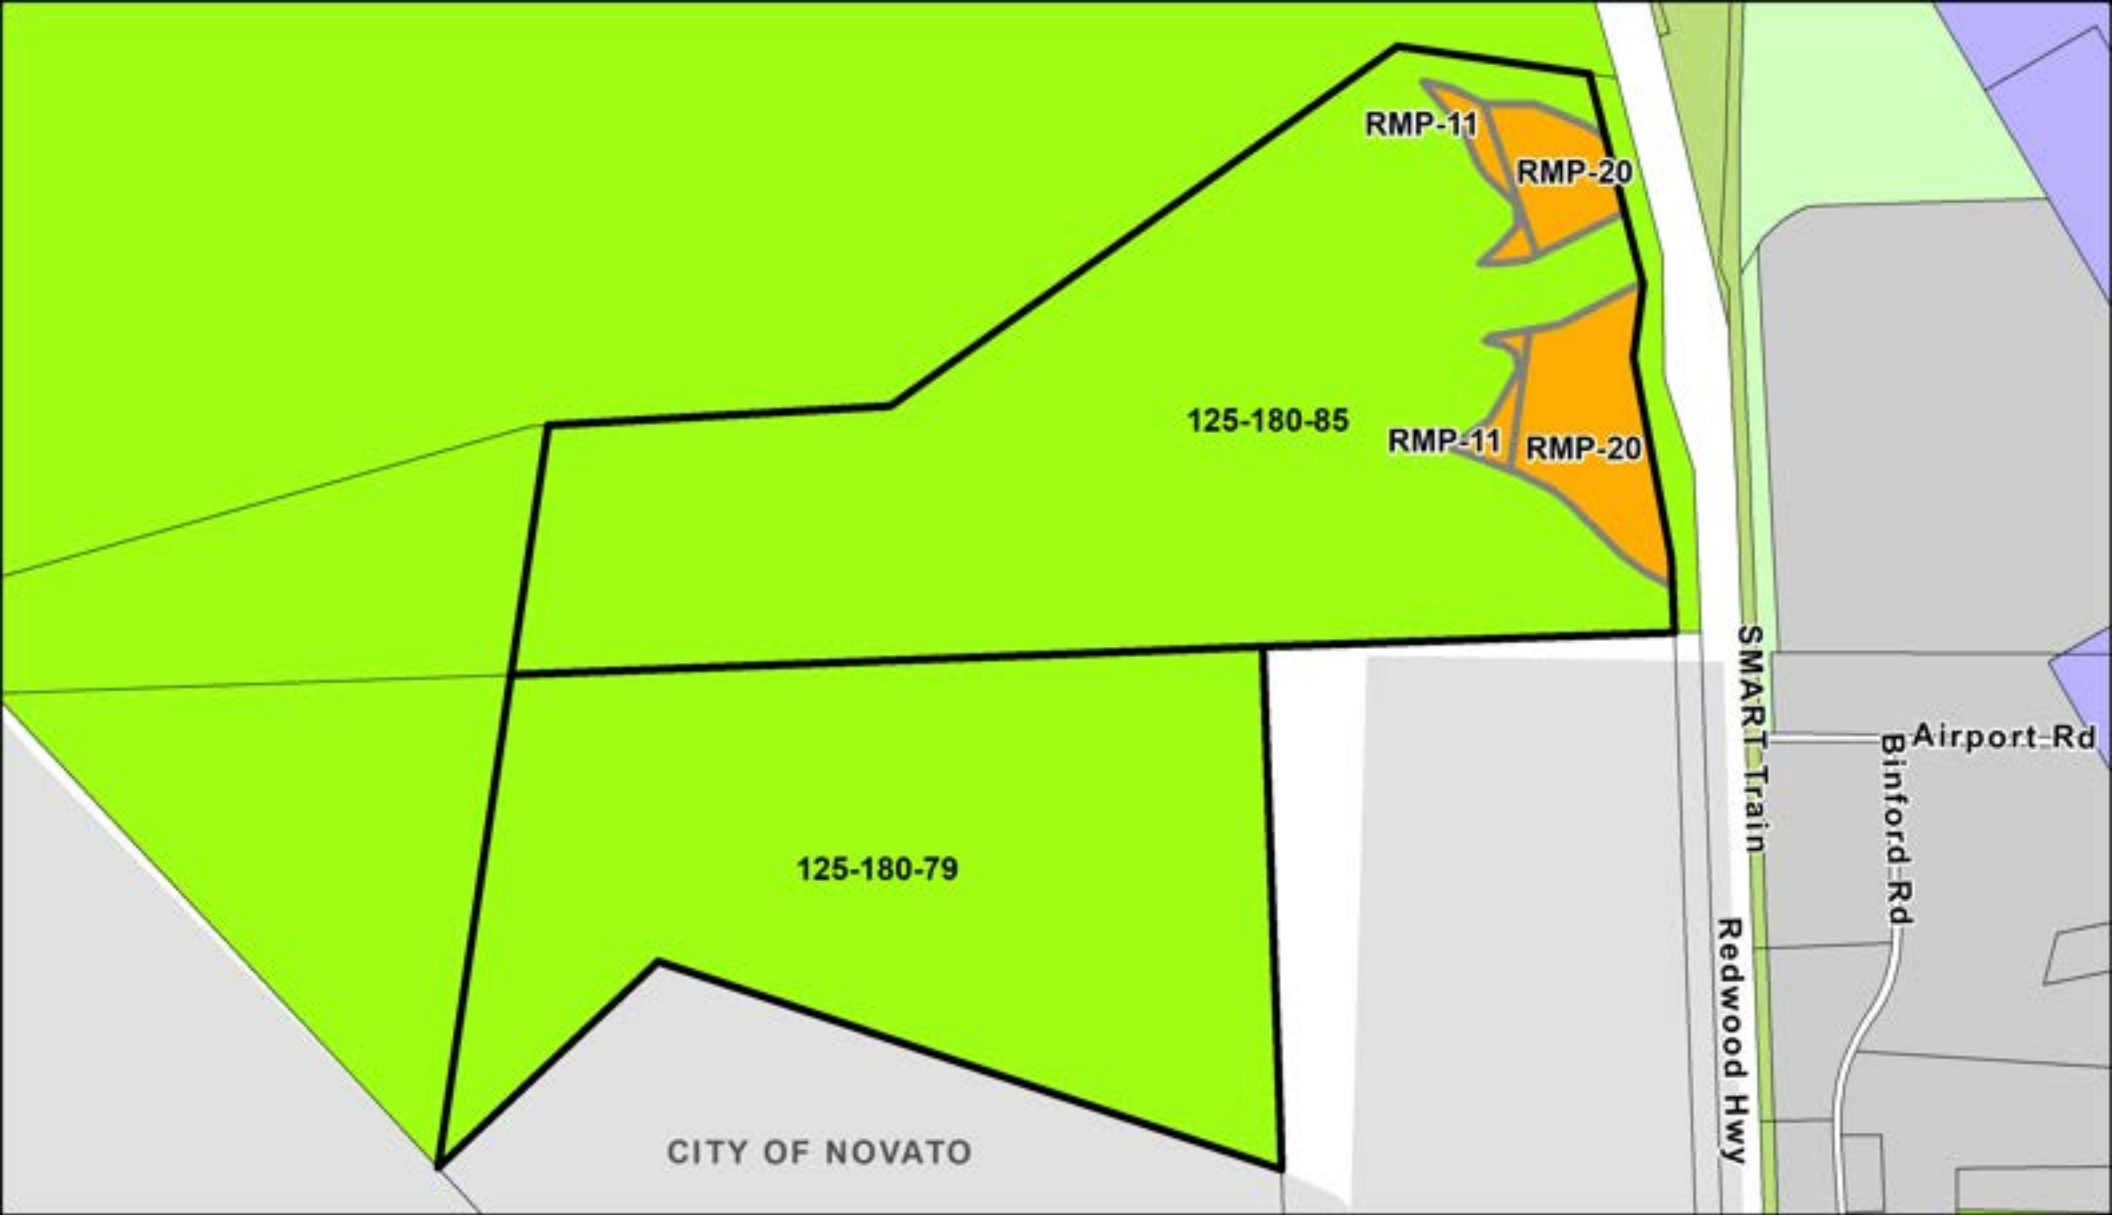 RMP-11
RMP-20
125-180-85
RMP-11
RMP-20
SMART Train
Airport Rd
Binford Rd
125-180-79
Redwood Hwy
CITY OF NOVATO